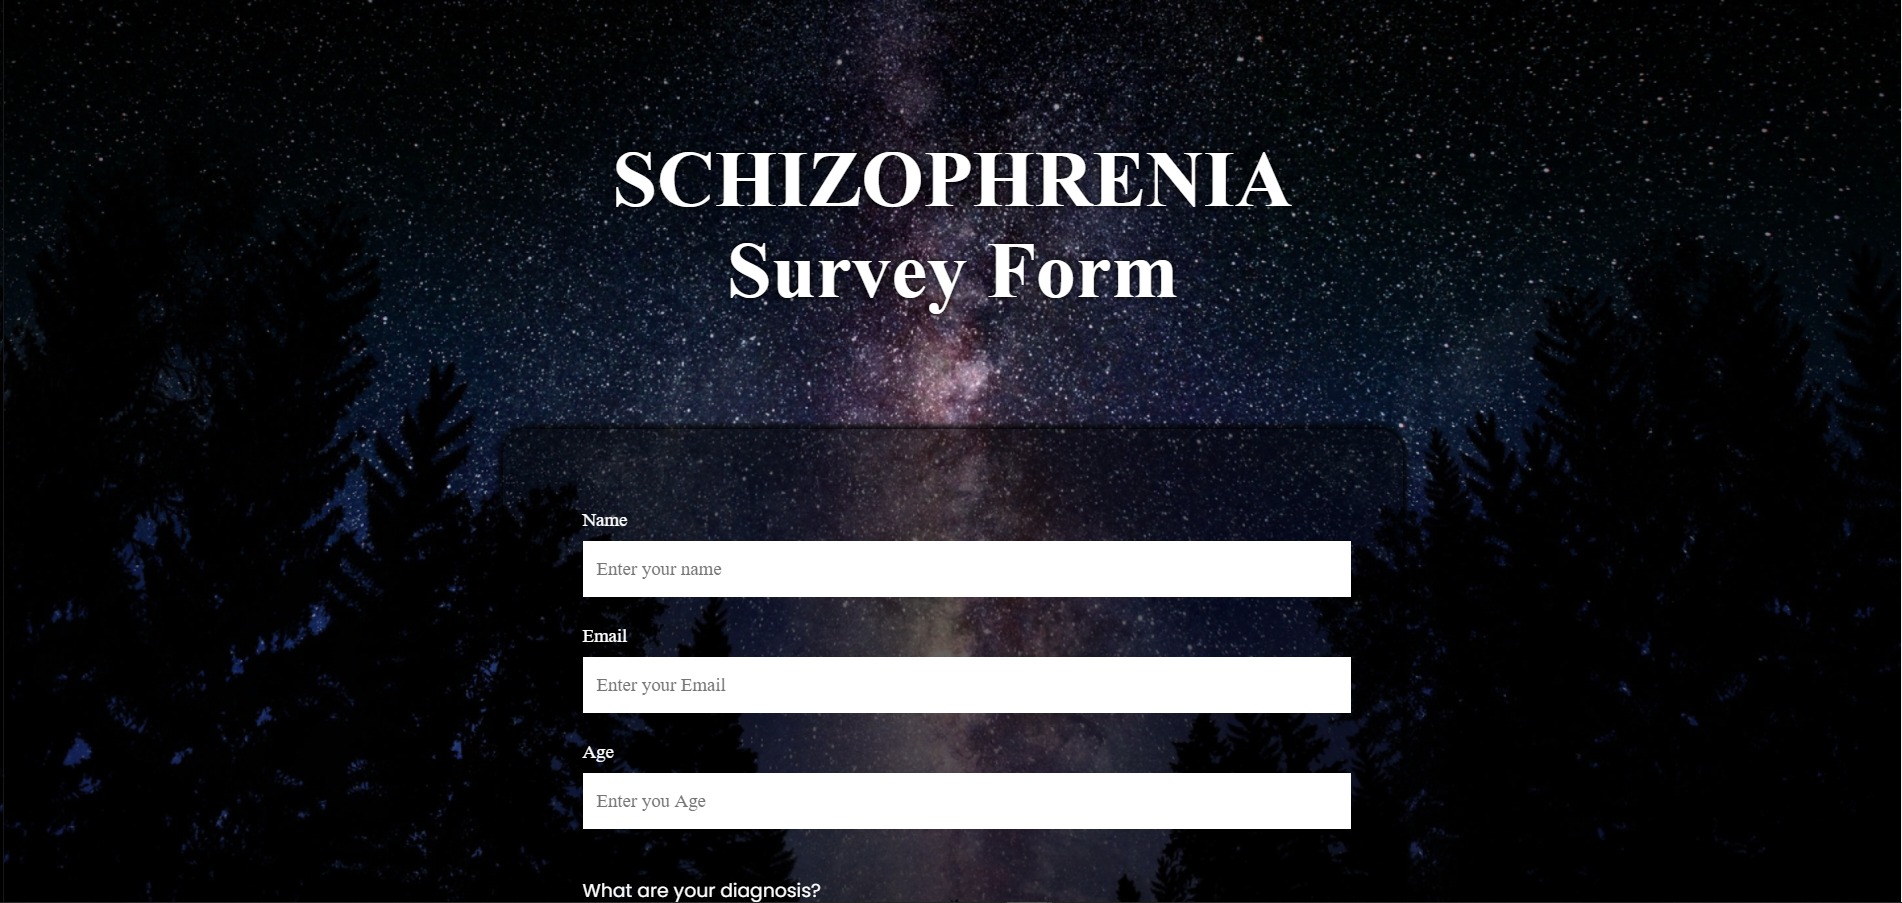 SCHIZOPHRENIA
Survey Form
Name
Enter your name
Email
Enter your Email
Age
Enter you Age
What are your diagnosis?